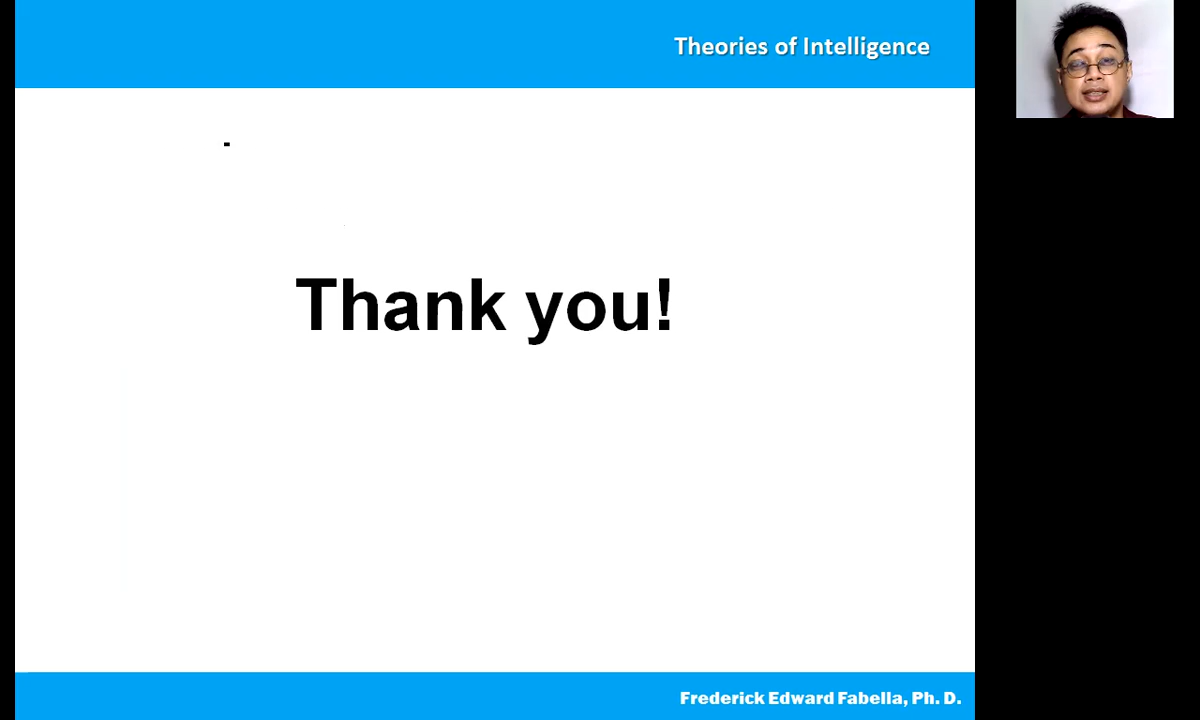 Theories of Intelligence
Thank you!
Frederick Edward Fabella, Ph. D.